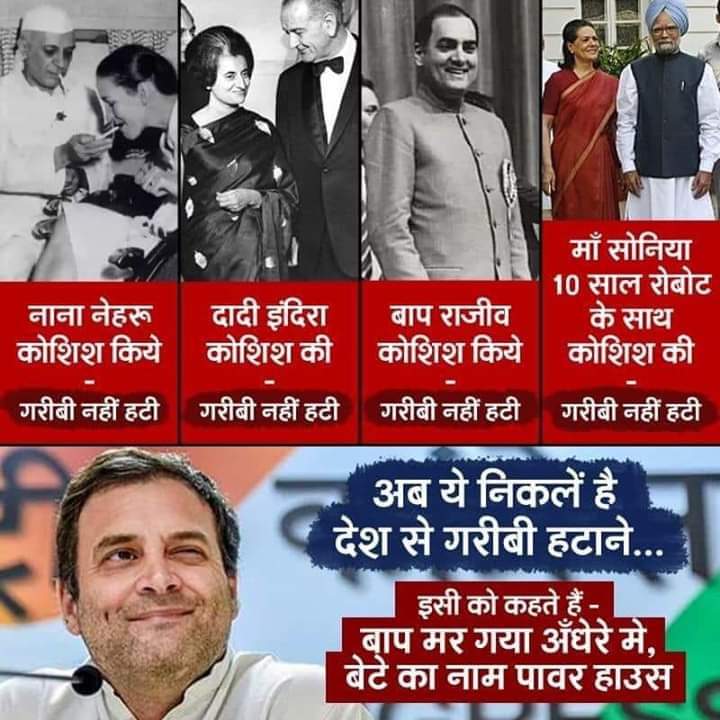 नाना नेहरू
कोशिश किये
-
गरीबी नहीं हटी
दादी इंदिरा
कोशिश की
-
गरीबी नहीं हटी
बाप राजीव
कोशिश किये
-
गरीबी नहीं हटी
माँ सोनिया
10 साल रोबोट
के साथ
कोशिश की
-
गरीबी नहीं हटी
अब ये निकलें है
देश से गरीबी हटाने...
इसी को कहते हैं -
बाप मर गया अँधेरे मे,
बेटे का नाम पावर हाउस